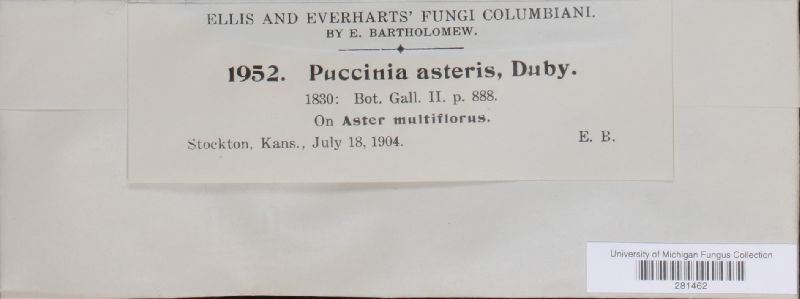 ELLIS AND EVERHARTS' FUNGI COLUMBIANI.
BY E. BARTHOLOMEW.
1952. Puccinia asteris, Duby.
1830: Bot. Gall. II. p. 888.
On Aster multiflorus.
Stockton, Kans., July 18, 1904. E. B.
University of Michigan Fungus Collection
281462